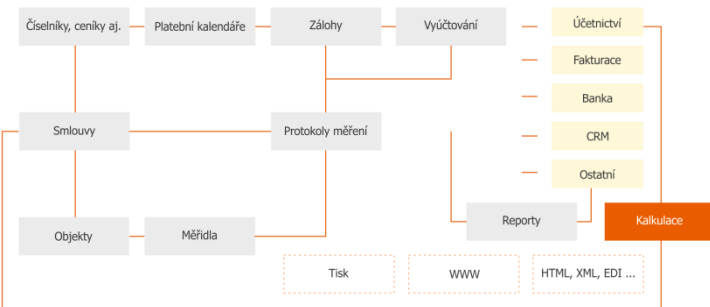 Číselníky, ceníky aj.
Platební kalendáře
Zálohy
Vyúčtování
Účetnictví
Fakturace
Banka
Smlouvy
Protokoly měření
CRM
Ostatní
Objekty
Měřidla
Reporty
Kalkulace
Tisk
WWW
HTML, XML, EDI ...